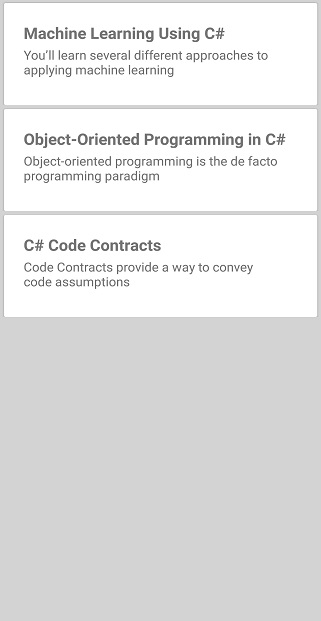 Machine Learning Using C#
You'll learn several different approaches to
applying machine learning
Object-Oriented Programming in C#
Object-oriented programming is the de facto
programming paradigm
C# Code Contracts
Code Contracts provide a way to convey
code assumptions